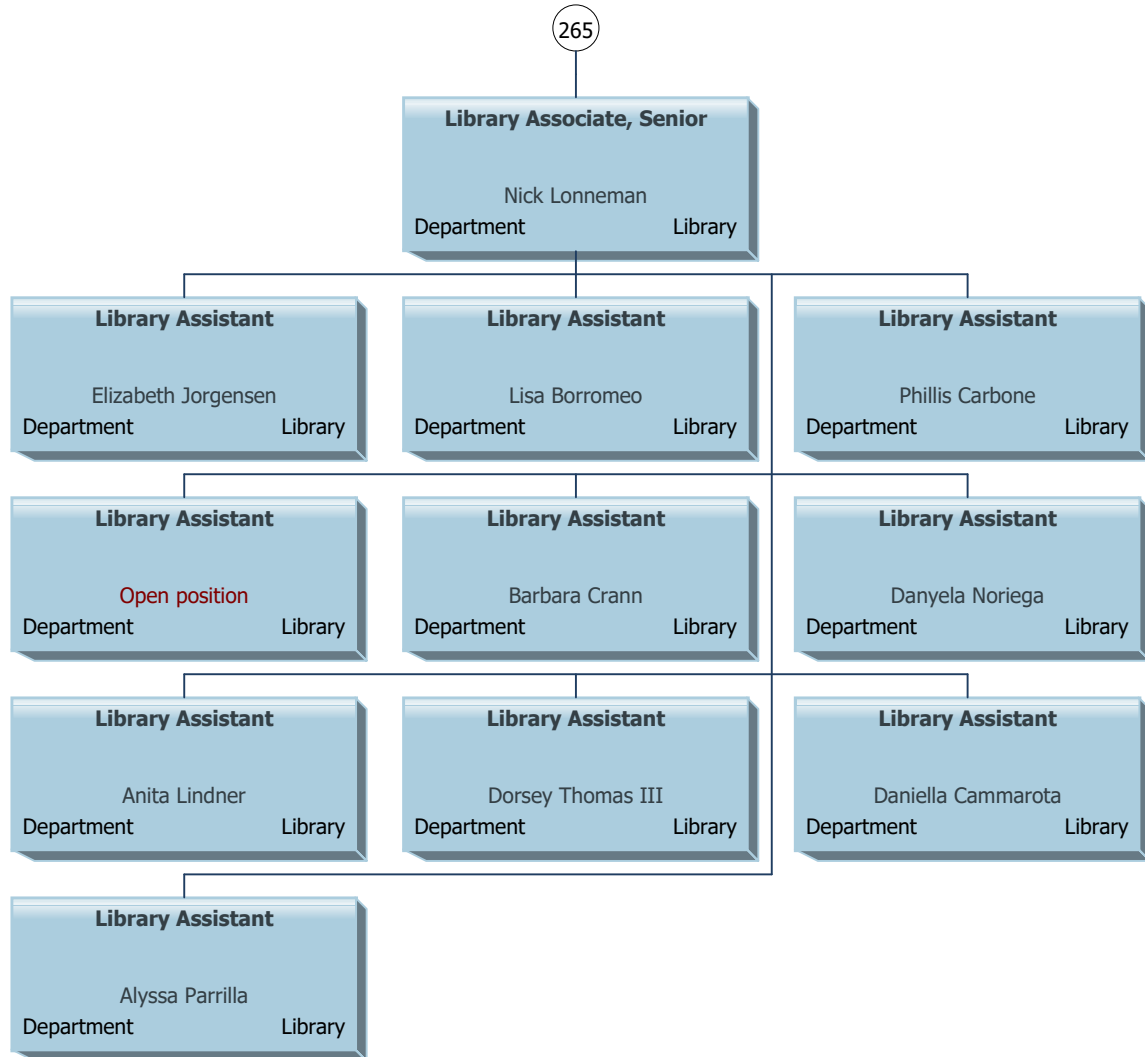 265
Library Associate, Senior
Nick Lonneman
Department Library
Library Assistant
Elizabeth Jorgensen
Department Library
Library Assistant
Lisa Borromeo
Department Library
Library Assistant
Phillis Carbone
Department Library
Library Assistant
Open position
Department Library
Library Assistant
Barbara Crann
Department Library
Library Assistant
Danyela Noriega
Department Library
Library Assistant
Anita Lindner
Department Library
Library Assistant
Dorsey Thomas III
Department Library
Library Assistant
Daniella Cammarota
Department Library
Library Assistant
Alyssa Parrilla
Department Library